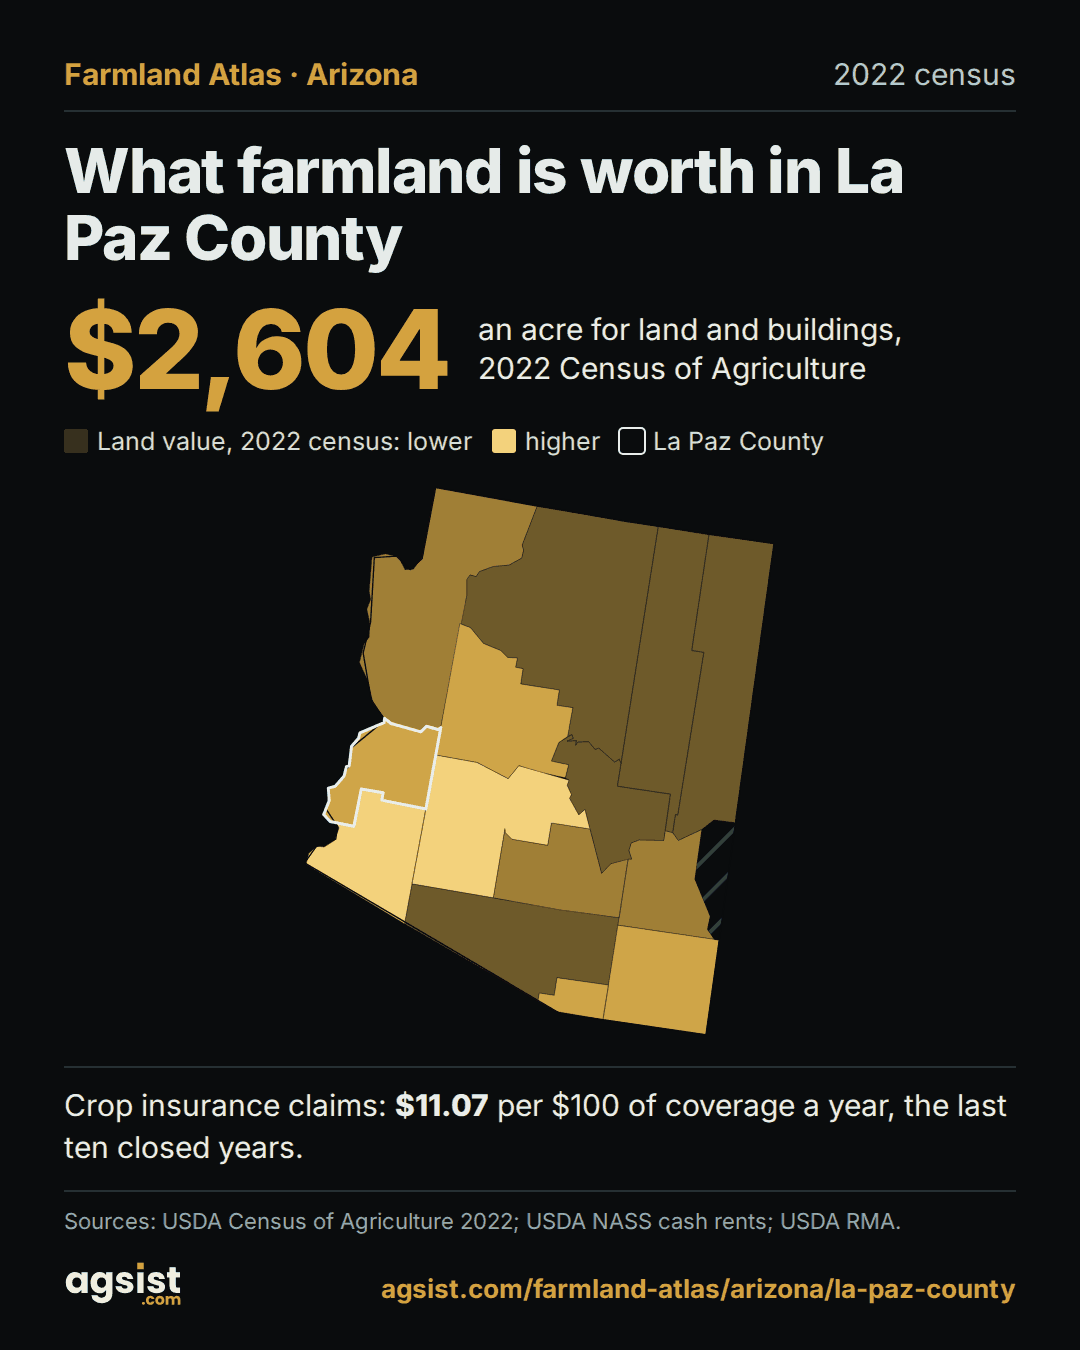 Farmland Atlas · Arizona
2022 census
What farmland is worth in La
Paz County
$2,604
an acre for land and buildings,
2022 Census of Agriculture
Land value, 2022 census: lower
higher
La Paz County
Crop insurance claims: $11.07 per $100 of coverage a year, the last
ten closed years.
Sources: USDA Census of Agriculture 2022; USDA NASS cash rents; USDA RMA.
agsist
.com
agsist.com/farmland-atlas/arizona/la-paz-county